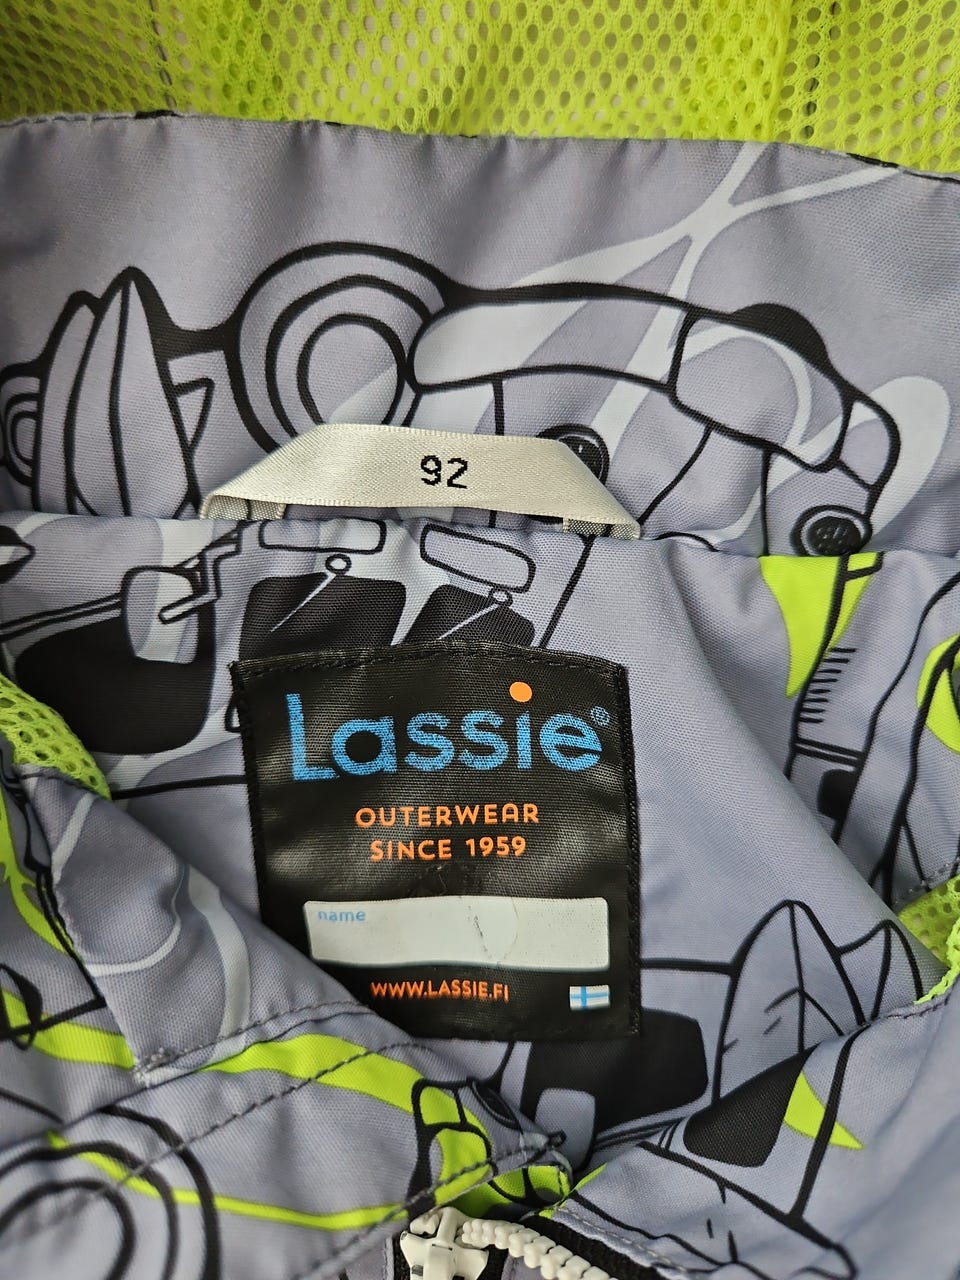 92
Lassie®
OUTERWEAR
SINCE 1959
name
WWW.LASSIE.FI